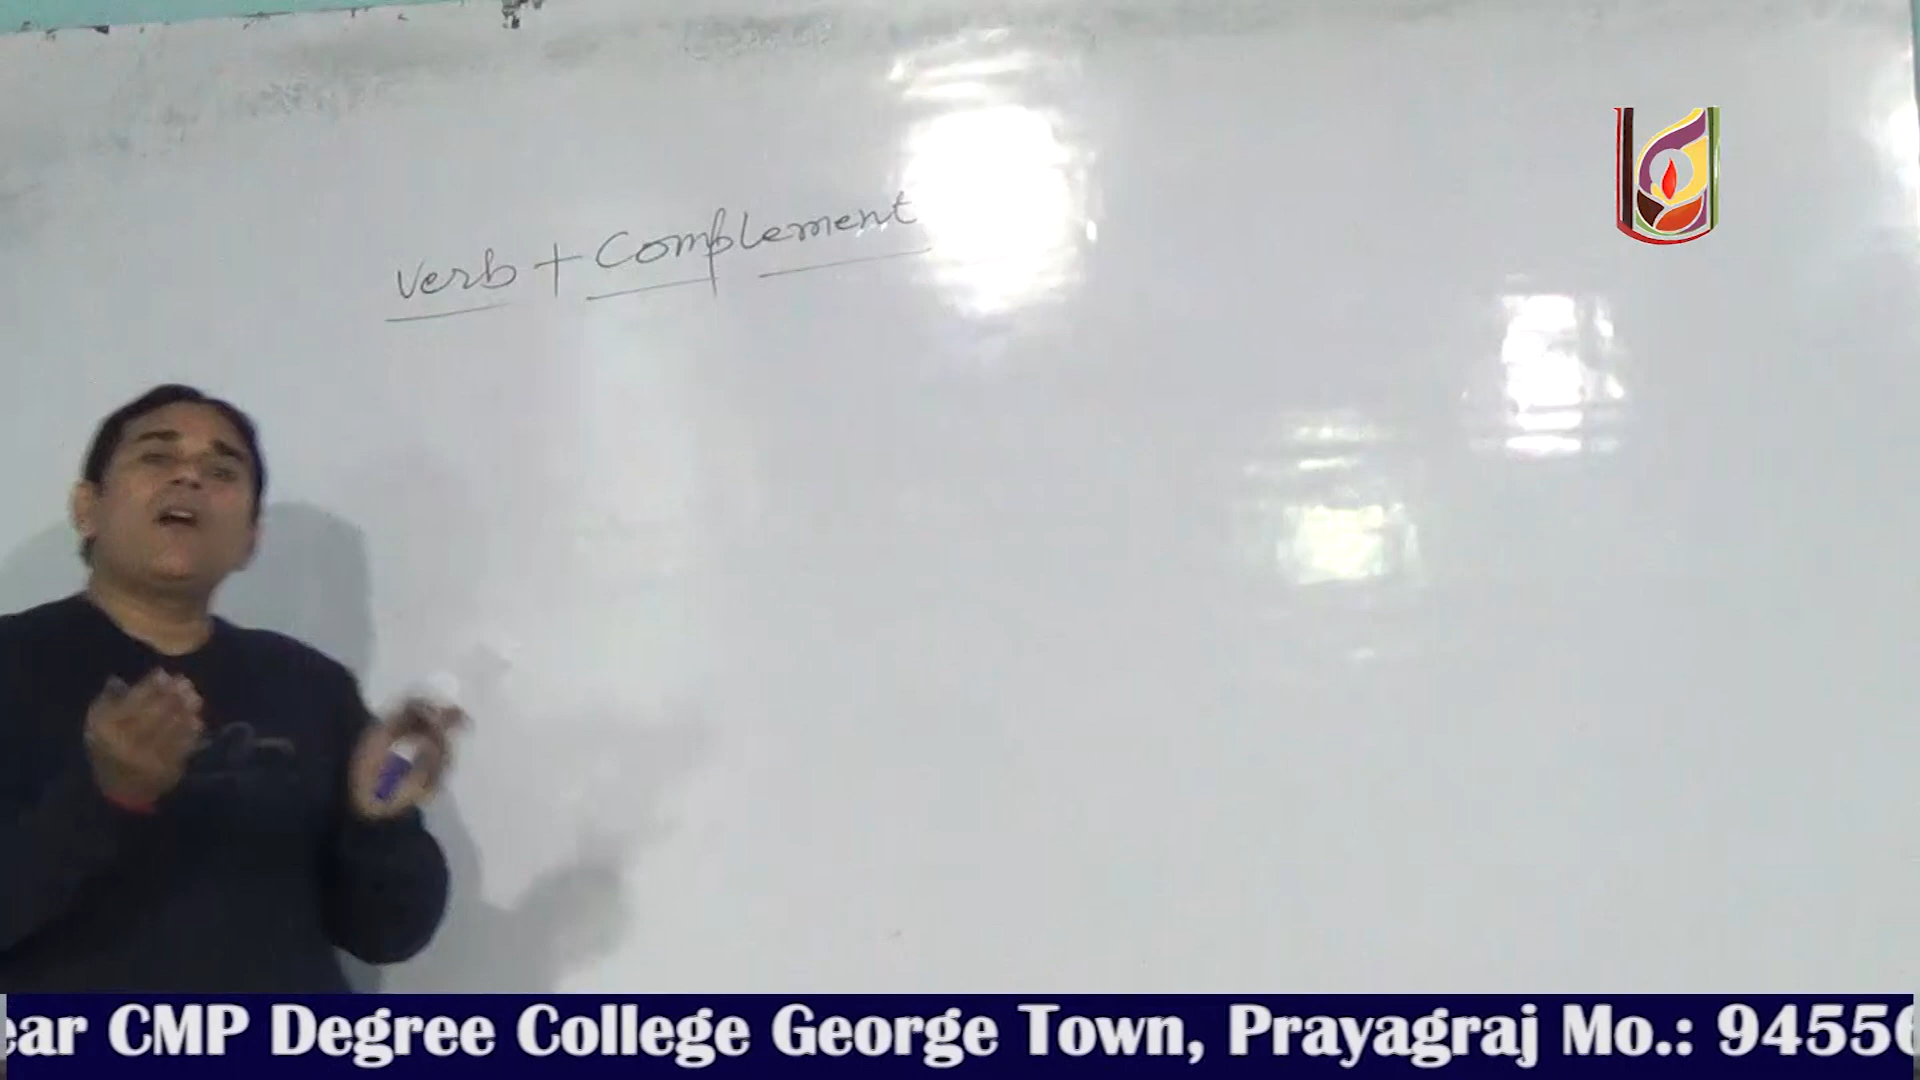 verb + Complement
ear CMP Degree College George Town, Prayagraj Mo.: 94556